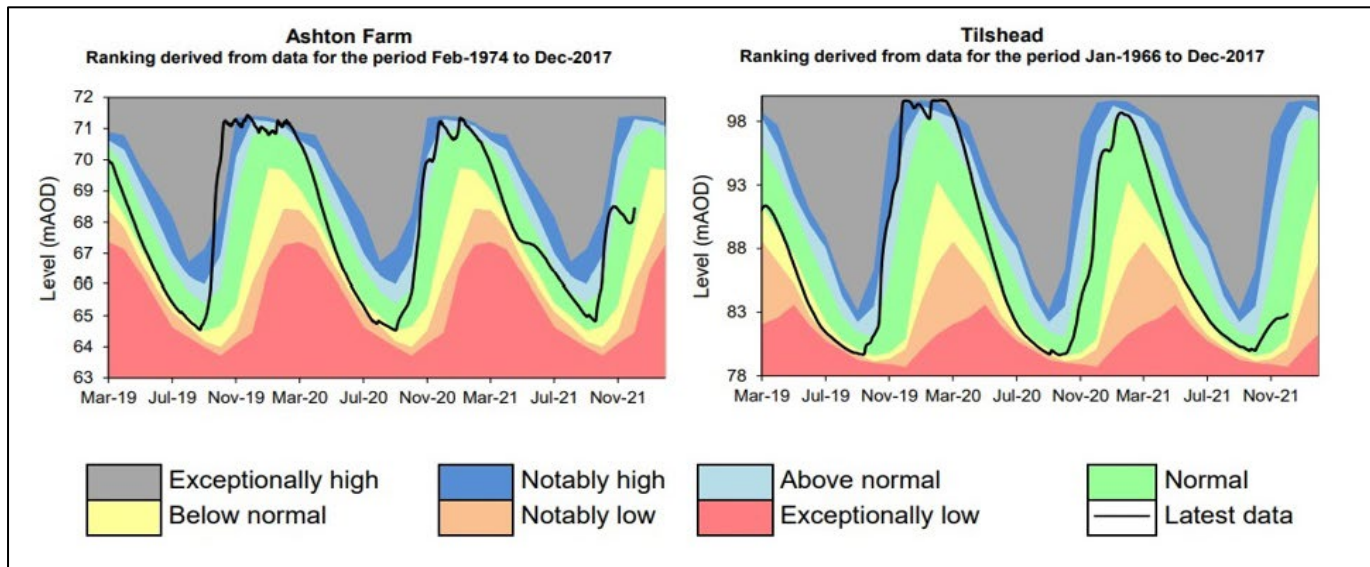 Ashton Farm
Ranking derived from data for the period Feb-1974 to Dec-2017
72
71
70
69
68
67
66
65
64
63
Level (mAOD)
Mar-19 Jul-19 Nov-19 Mar-20 Jul-20 Nov-20 Mar-21 Jul-21 Nov-21
Tilshead
Ranking derived from data for the period Jan-1966 to Dec-2017
98
93
88
83
78
Level (mAOD)
Mar-19 Jul-19 Nov-19 Mar-20 Jul-20 Nov-20 Mar-21 Jul-21 Nov-21
Exceptionally high Notably high Above normal Normal
Below normal Notably low Exceptionally low Latest data